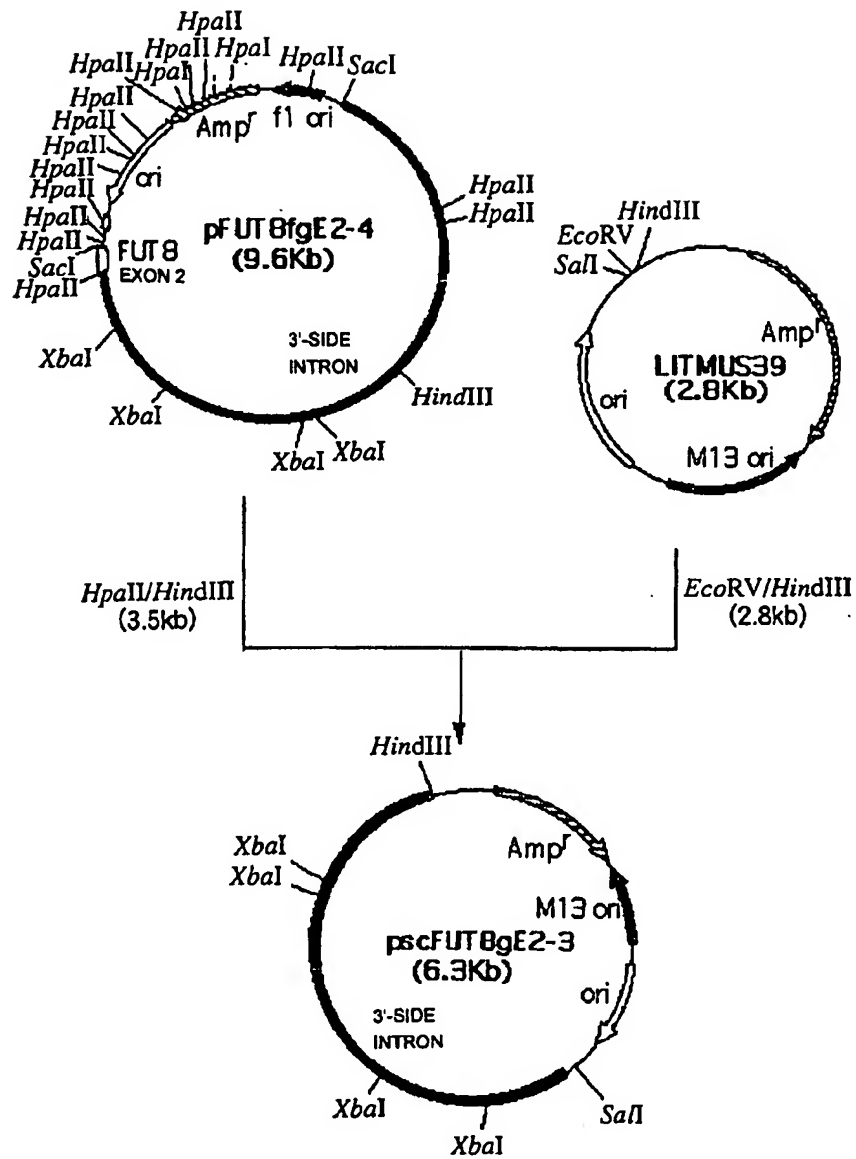 HpaII
HpaII
HpaII HpaI
HpaI
HpaII
SacI
HpaII
HpaII
HpaII
HpaII
HpaII
HpaII
HpaII
SacI
HpaII
Ampr
f1 ori
ori
HpaII
HpaII
pFUT8fgE2-4
(9.6Kb)
FUT8
EXON 2
3'-SIDE
INTRON
XbaI
XbaI
XbaI
XbaI
HindIII
HindIII
EcoRV
SalI
Ampr
LITMUS39
(2.8Kb)
ori
M13 ori
HpaII/HindIII
(3.5kb)
EcoRV/HindIII
(2.8kb)
HindIII
XbaI
XbaI
Ampr
M13 ori
pscFUT8gE2-3
(6.3Kb)
ori
3'-SIDE
INTRON
XbaI
SalI
XbaI